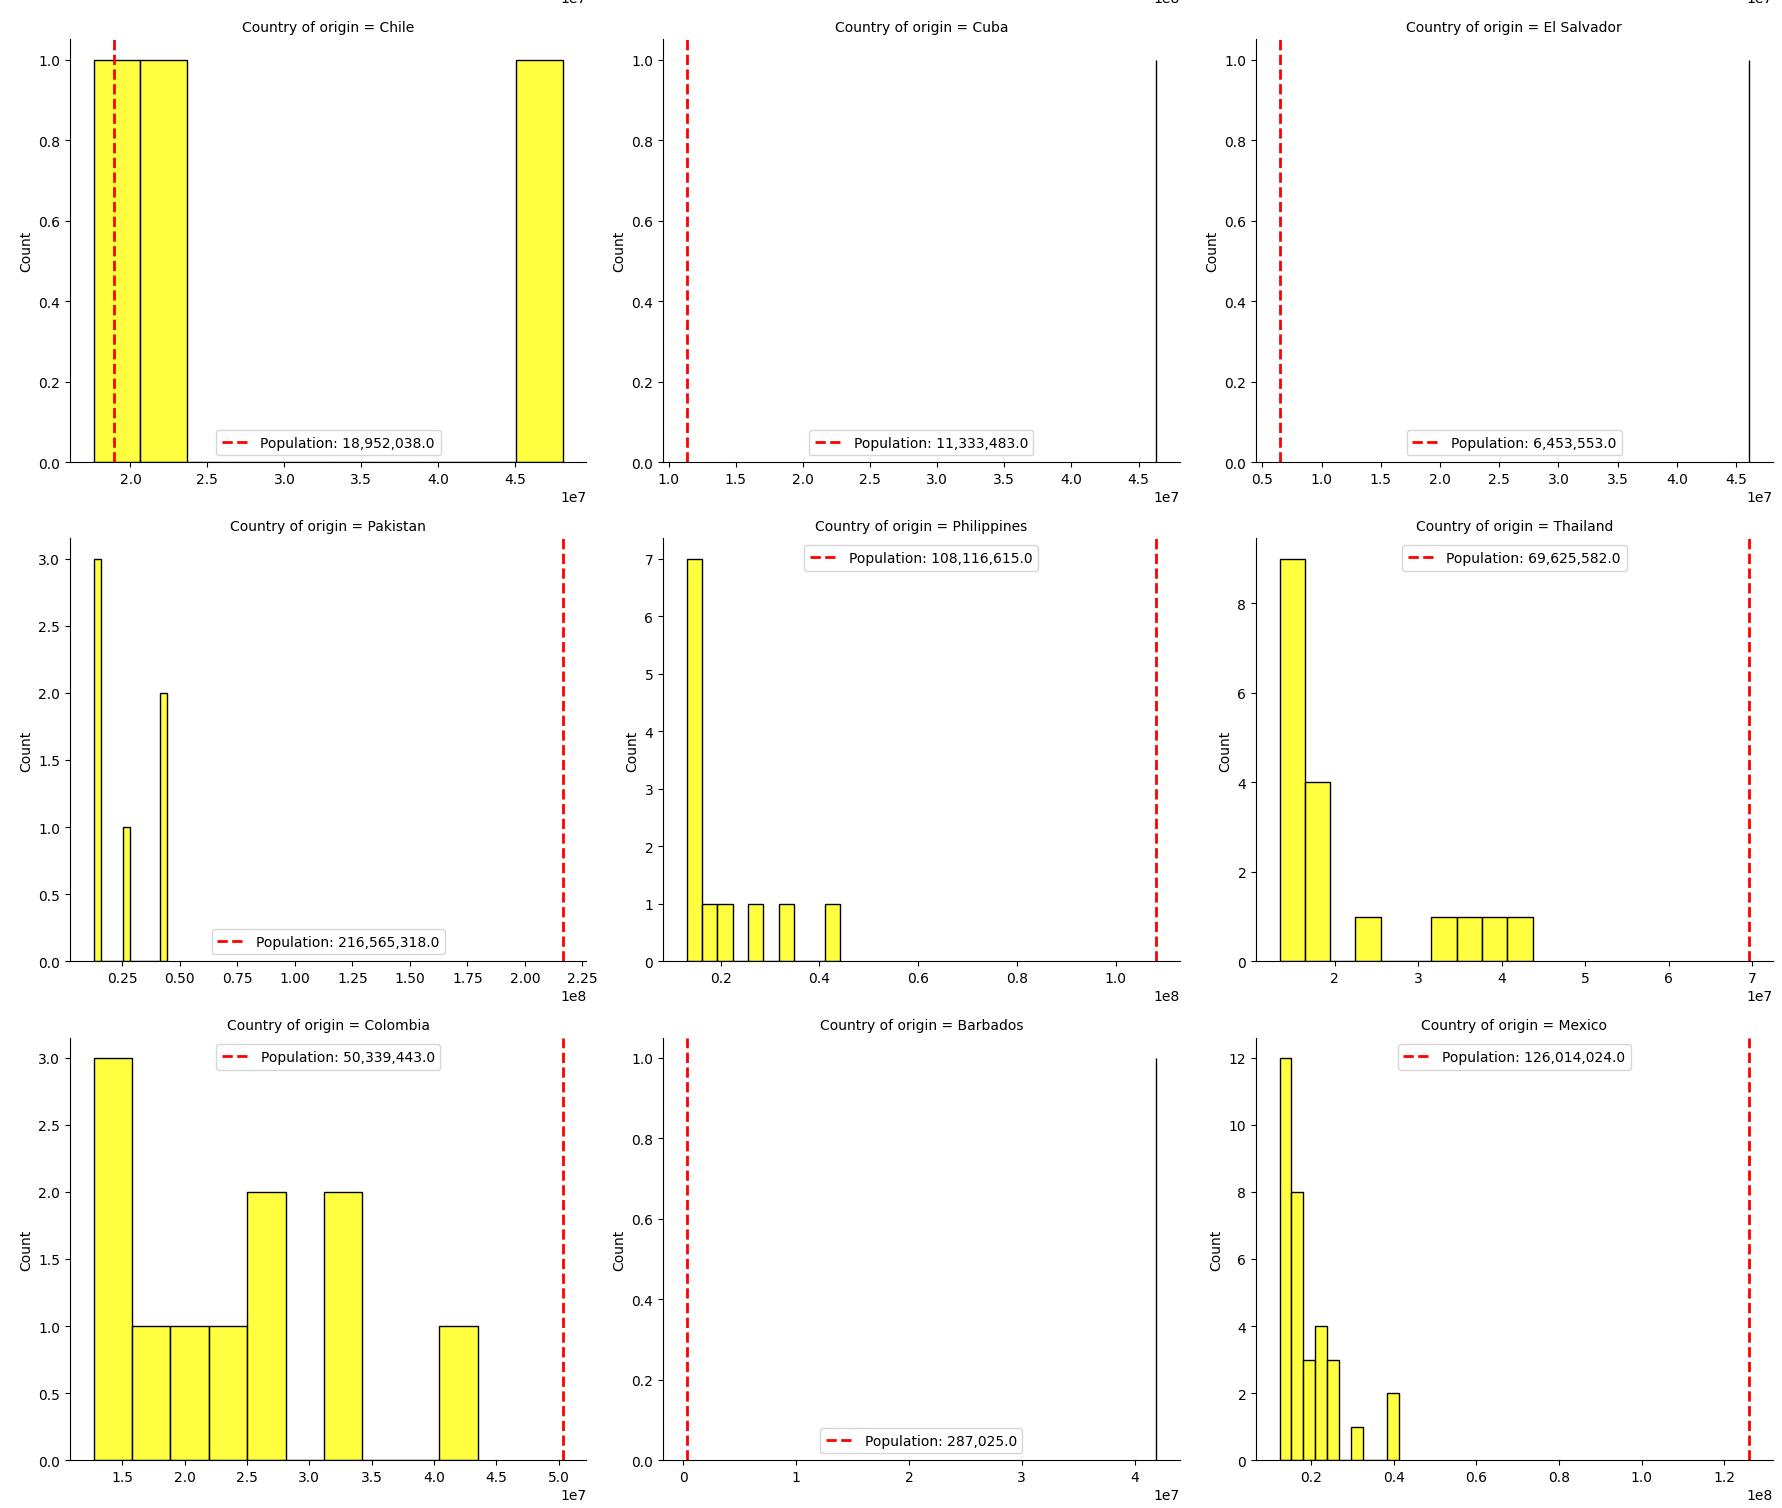 1e7 1e8 1e7
Country of origin = Chile
1.0
0.8
0.6
0.4
0.2
0.0
Count
Population: 18,952,038.0
2.0 2.5 3.0 3.5 4.0 4.5
1e7
Country of origin = Cuba
1.0
0.8
0.6
0.4
0.2
0.0
Count
Population: 11,333,483.0
1.0 1.5 2.0 2.5 3.0 3.5 4.0 4.5
1e7
Country of origin = El Salvador
1.0
0.8
0.6
0.4
0.2
0.0
Count
Population: 6,453,553.0
0.5 1.0 1.5 2.0 2.5 3.0 3.5 4.0 4.5
1e7
Country of origin = Pakistan
3.0
2.5
2.0
1.5
1.0
0.5
0.0
Count
Population: 216,565,318.0
0.25 0.50 0.75 1.00 1.25 1.50 1.75 2.00 2.25
1e8
Country of origin = Philippines
Population: 108,116,615.0
7
6
5
4
3
2
1
0
Count
0.2 0.4 0.6 0.8 1.0
1e8
Country of origin = Thailand
Population: 69,625,582.0
8
6
4
2
0
Count
2 3 4 5 6 7
1e7
Country of origin = Colombia
Population: 50,339,443.0
3.0
2.5
2.0
1.5
1.0
0.5
0.0
Count
1.5 2.0 2.5 3.0 3.5 4.0 4.5 5.0
1e7
Country of origin = Barbados
1.0
0.8
0.6
0.4
0.2
0.0
Count
Population: 287,025.0
0 1 2 3 4
1e7
Country of origin = Mexico
Population: 126,014,024.0
12
10
8
6
4
2
0
Count
0.2 0.4 0.6 0.8 1.0 1.2
1e8